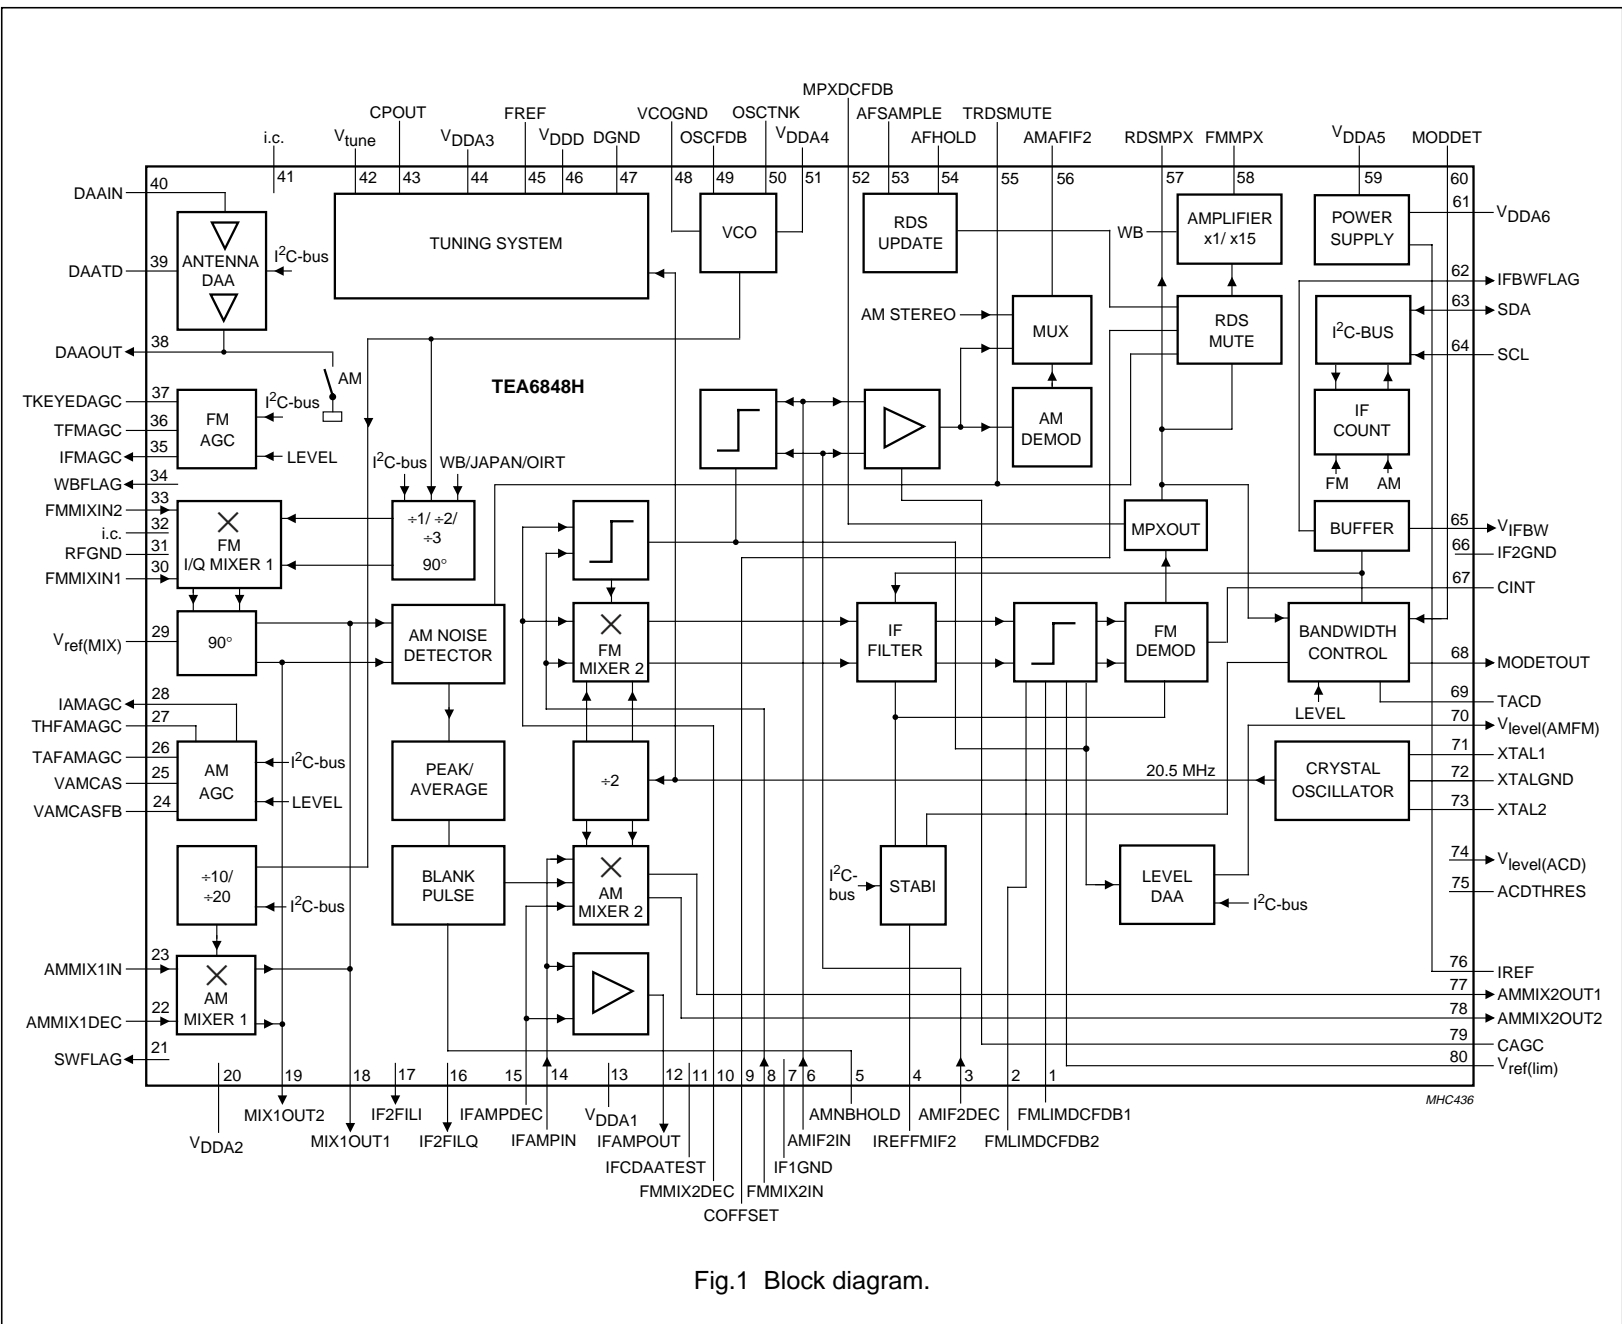 MPXDCFDB
CPOUT FREF VCOGND OSCTNK AFSAMPLE TRDSMUTE
i.c. Vtune VDDA3 VDDD DGND OSCFDB VDDA4 AFHOLD AMAFIF2 RDSMPX FMMPX VDDA5 MODDET
40 41 42 43 44 45 46 47 48 49 50 51 52 53 54 55 56 57 58 59 60
DAAIN
61 VDDA6
ANTENNA
DAA
I2C-bus
39 DAATD
TUNING SYSTEM
VCO
RDS
UPDATE
WB
AMPLIFIER
x1/ x15
POWER
SUPPLY
62 IFBWFLAG
63 SDA
AM STEREO
MUX
RDS
MUTE
I2C-BUS
DAAOUT 38
64 SCL
AM
TEA6848H
TKEYEDAGC 37
I2C-bus
TFMAGC 36
FM
AGC
AM
DEMOD
IF
COUNT
IFMAGC 35
LEVEL
I2C-bus WB/JAPAN/OIRT
FM AM
WBFLAG 34
FMMIXIN2 33
i.c. 32
RFGND 31
FMMIXIN1 30
FM
I/Q MIXER 1
÷1/ ÷2/
÷3
90°
MPXOUT
BUFFER
65 VIFBW
66 IF2GND
67 CINT
Vref(MIX) 29
90°
AM NOISE
DETECTOR
FM
MIXER 2
IF
FILTER
FM
DEMOD
BANDWIDTH
CONTROL
68 MODETOUT
69 TACD
LEVEL
70 Vlevel(AMFM)
IAMAGC 28
THFAMAGC 27
TAFAMAGC 26
VAMCAS 25
VAMCASFB 24
AM
AGC
I2C-bus
LEVEL
PEAK/
AVERAGE
÷2
20.5 MHz
CRYSTAL
OSCILLATOR
71 XTAL1
72 XTALGND
73 XTAL2
÷10/
÷20
I2C-bus
BLANK
PULSE
AM
MIXER 2
I2C-
bus
STABI
LEVEL
DAA
I2C-bus
74 Vlevel(ACD)
75 ACDTHRES
AMMIX1IN 23
AMMIX1DEC 22
AM
MIXER 1
SWFLAG 21
76 IREF
77 AMMIX2OUT1
78 AMMIX2OUT2
79 CAGC
80 Vref(lim)
20 19 18 17 16 15 14 13 12 11 10 9 8 7 6 5 4 3 2 1
MHC436
MIX1OUT2 IF2FILI IFAMPDEC VDDA1 AMNBHOLD AMIF2DEC FMLIMDCFDB1
VDDA2 MIX1OUT1 IF2FILQ IFAMPIN IFAMPOUT AMIF2IN IREFFMIF2 FMLIMDCFDB2
IFCDAATEST IF1GND
FMMIX2DEC FMMIX2IN
COFFSET
Fig.1 Block diagram.